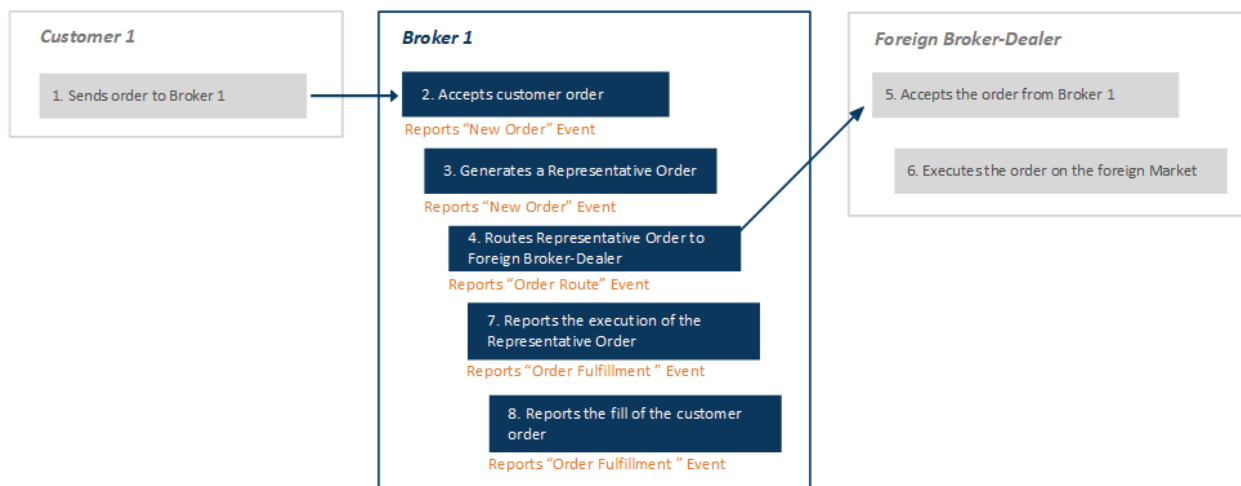 Customer 1
1. Sends order to Broker 1
Broker 1
2. Accepts customer order
Reports “New Order” Event
3. Generates a Representative Order
Reports “New Order” Event
4. Routes Representative Order to
Foreign Broker-Dealer
Reports “Order Route” Event
Foreign Broker-Dealer
5. Accepts the order from Broker 1
6. Executes the order on the foreign Market
7. Reports the execution of the
Representative Order
Reports “Order Fulfillment ” Event
8. Reports the fill of the customer
order
Reports “Order Fulfillment ” Event